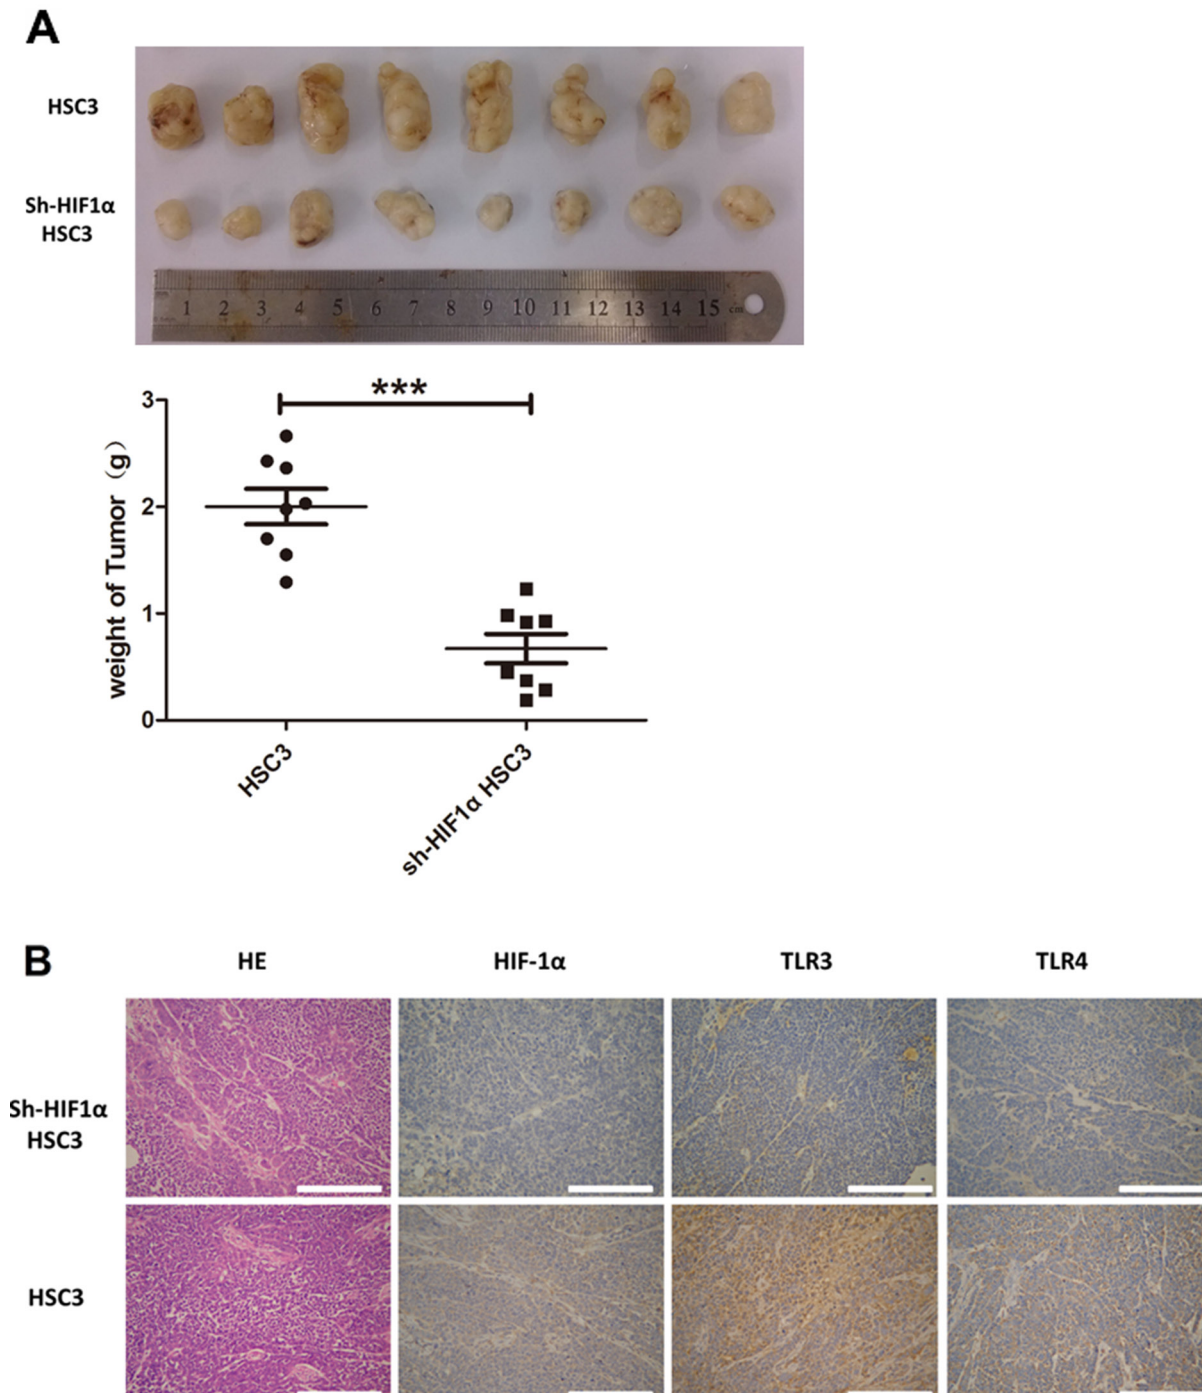 A
HSC3
Sh-HIF1α
HSC3
1 2 3 4 5 6 7 8 9 10 11 12 13 14 15 cm
***
3
2
1
0
weight of Tumor（g）
HSC3
sh-HIF1α HSC3
B
HE HIF-1α TLR3 TLR4
Sh-HIF1α
HSC3
HSC3